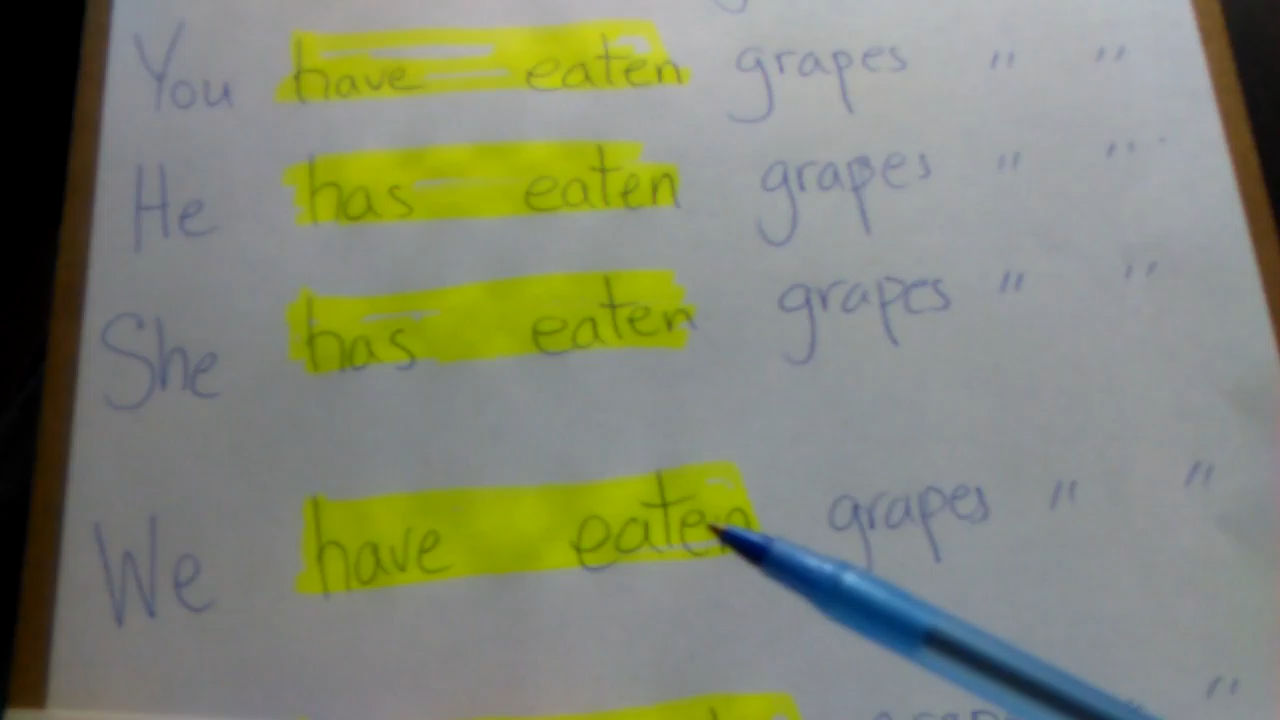 You have eaten grapes " "
He has eaten grapes " "
She has eaten grapes " "
We have eaten grapes " "
"